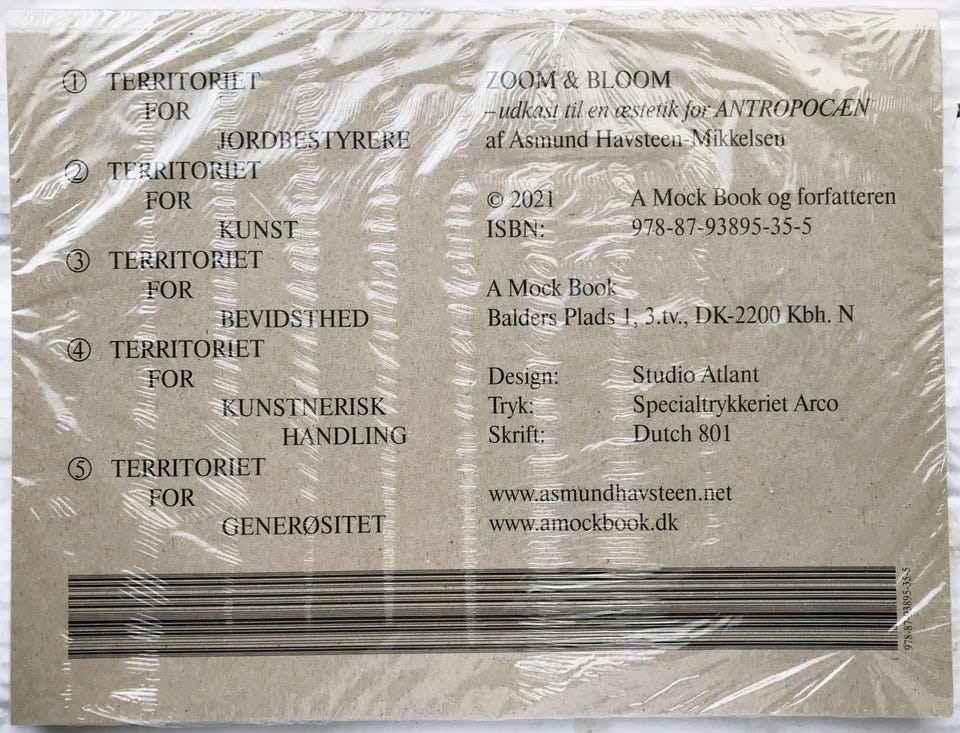 ① TERRITORIET
FOR
JORDBESTYRERE
② TERRITORIET
FOR
KUNST
③ TERRITORIET
FOR
BEVIDSTHED
④ TERRITORIET
FOR
KUNSTNERISK
HANDLING
⑤ TERRITORIET
FOR
GENERØSITET
ZOOM & BLOOM
– udkast til en æstetik for ANTROPOCÆN
af Asmund Havsteen-Mikkelsen
© 2021 A Mock Book og forfatteren
ISBN: 978-87-93895-35-5
A Mock Book
Balders Plads 1, 3.tv., DK-2200 Kbh. N
Design: Studio Atlant
Tryk: Specialtrykkeriet Arco
Skrift: Dutch 801
www.asmundhavsteen.net
www.amockbook.dk
978-87-93895-35-5